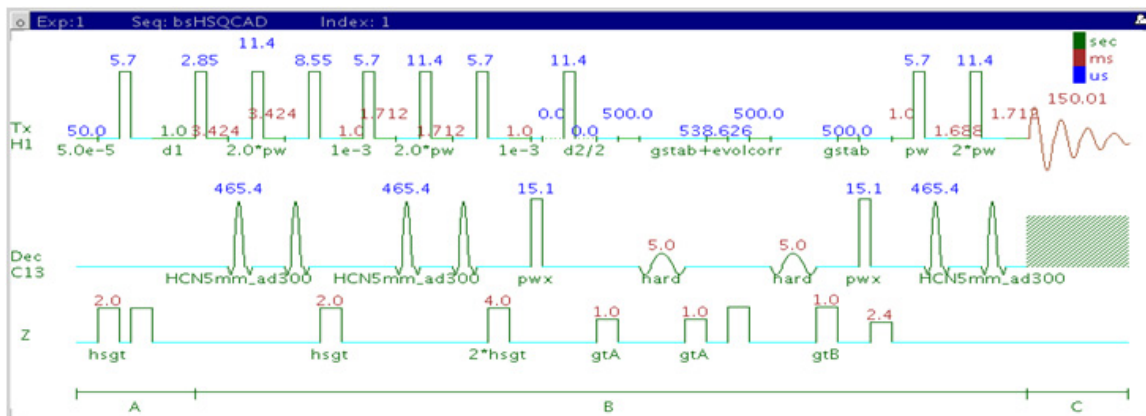 Exp:1 Seq: bsHSQCAD Index: 1
sec
ms
us
11.4
5.7 2.85 8.55 5.7 11.4 5.7 11.4 5.7 11.4
150.01
3.424 1.712 0.0 500.0 500.0 1.0 1.712
Tx
H1
50.0 1.0 3.424 1.0 1.712 1.0 0.0 538.626 500.0 1.688
5.0e-5 d1 2.0*pw 1e-3 2.0*pw 1e-3 d2/2 gstab+evolcorr gstab pw 2*pw
465.4 465.4 15.1 15.1 465.4
5.0 5.0
Dec
C13
HCN5mm_ad300 HCN5mm_ad300 pwx hard hard pwx HCN5mm_ad300
2.0 2.0 4.0 1.0 1.0 1.0 2.4
Z
hsgt hsgt 2*hsgt gtA gtA gtB
A B C